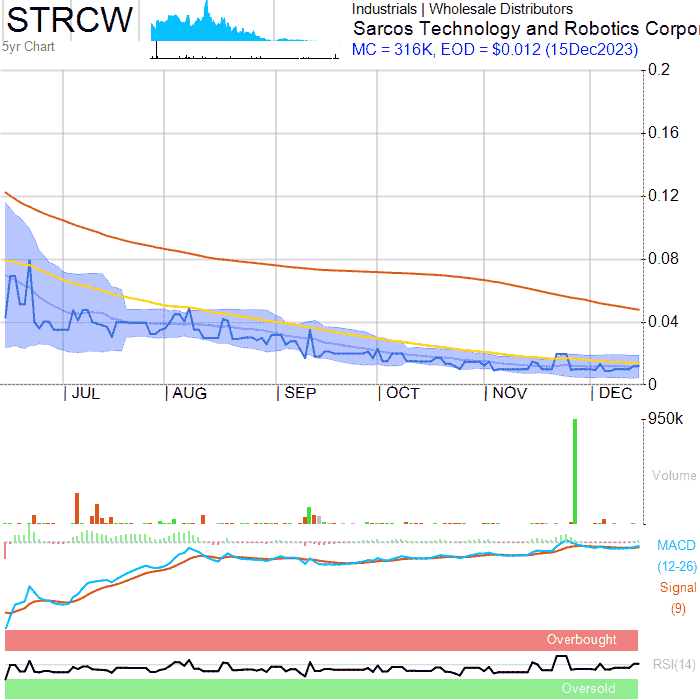 STRCW
5yr Chart
Industrials | Wholesale Distributors
Sarcos Technology and Robotics Corpor
MC = 316K, EOD = $0.012 (15Dec2023)
0.2
0.16
0.12
0.08
0.04
0
| JUL | AUG | SEP | OCT | NOV | DEC
950k
Volume
MACD
(12-26)
Signal
(9)
Overbought
RSI(14)
Oversold